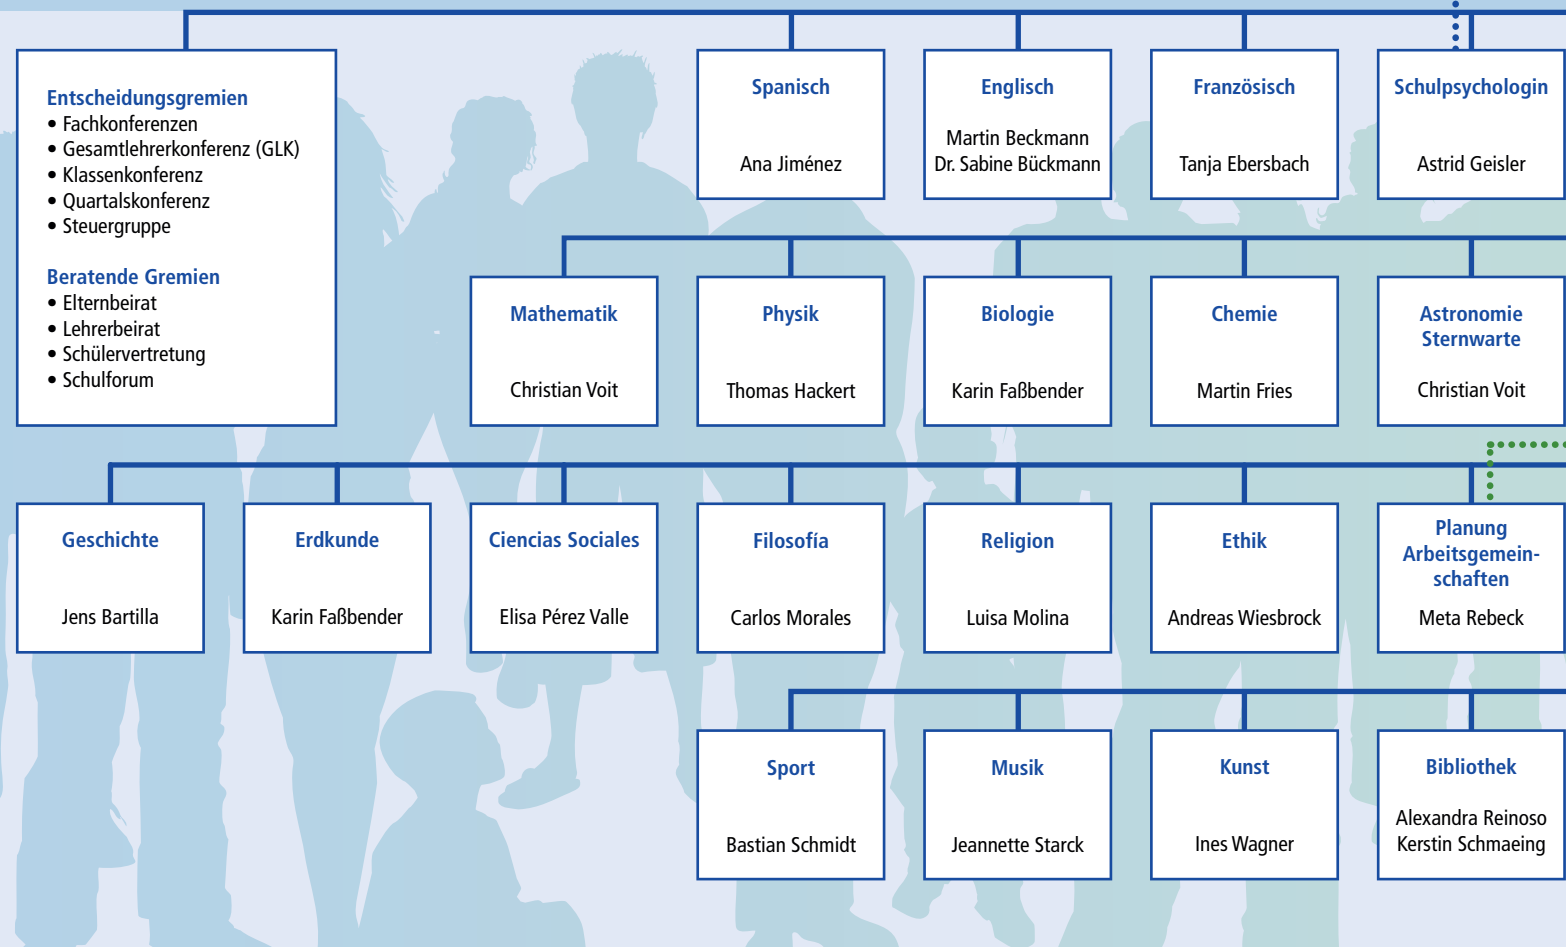 Entscheidungsgremien
• Fachkonferenzen
• Gesamtlehrerkonferenz (GLK)
• Klassenkonferenz
• Quartalskonferenz
• Steuergruppe
Beratende Gremien
• Elternbeirat
• Lehrerbeirat
• Schülervertretung
• Schulforum
Spanisch
Ana Jiménez
Englisch
Martin Beckmann
Dr. Sabine Bückmann
Französisch
Tanja Ebersbach
Schulpsychologin
Astrid Geisler
Mathematik
Christian Voit
Physik
Thomas Hackert
Biologie
Karin Faßbender
Chemie
Martin Fries
Astronomie
Sternwarte
Christian Voit
Geschichte
Jens Bartilla
Erdkunde
Karin Faßbender
Ciencias Sociales
Elisa Pérez Valle
Filosofía
Carlos Morales
Religion
Luisa Molina
Ethik
Andreas Wiesbrock
Planung
Arbeitsgemein-
schaften
Meta Rebeck
Sport
Bastian Schmidt
Musik
Jeannette Starck
Kunst
Ines Wagner
Bibliothek
Alexandra Reinoso
Kerstin Schmaeing